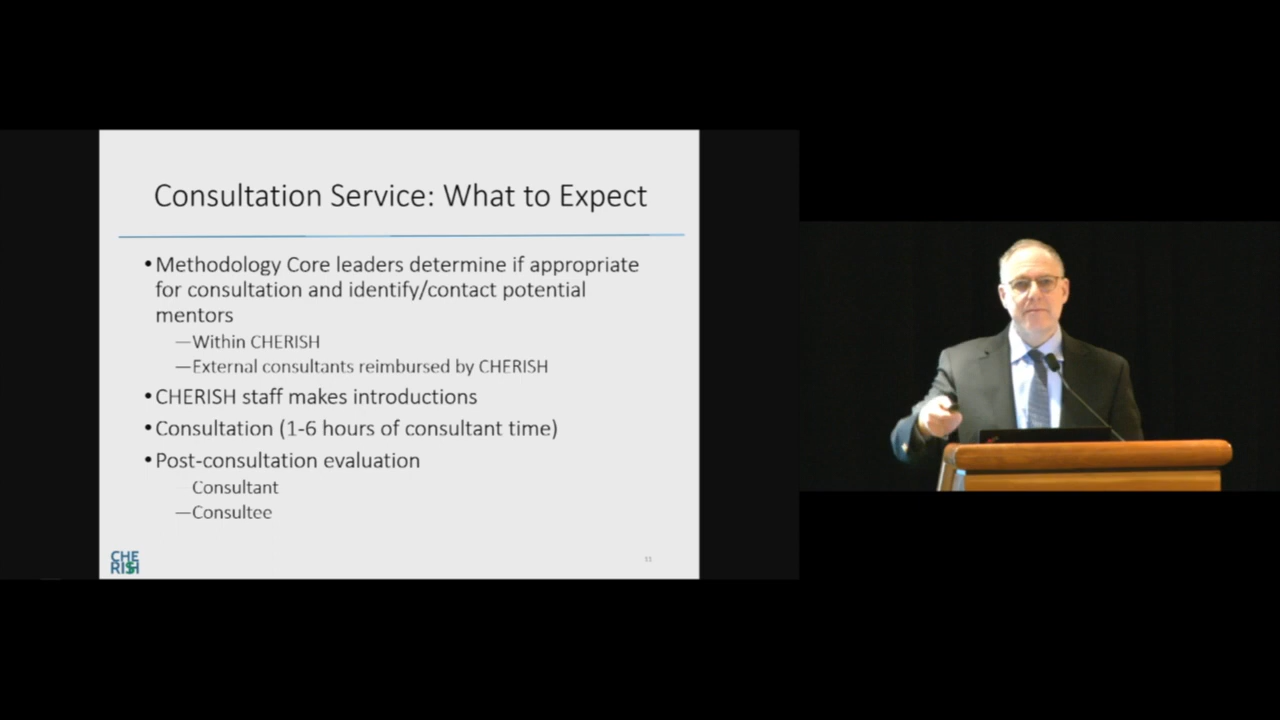 Consultation Service: What to Expect
•Methodology Core leaders determine if appropriate
for consultation and identify/contact potential
mentors
—Within CHERISH
—External consultants reimbursed by CHERISH
•CHERISH staff makes introductions
•Consultation (1-6 hours of consultant time)
•Post-consultation evaluation
Consultant
—Consultee
CHE
RISH
11